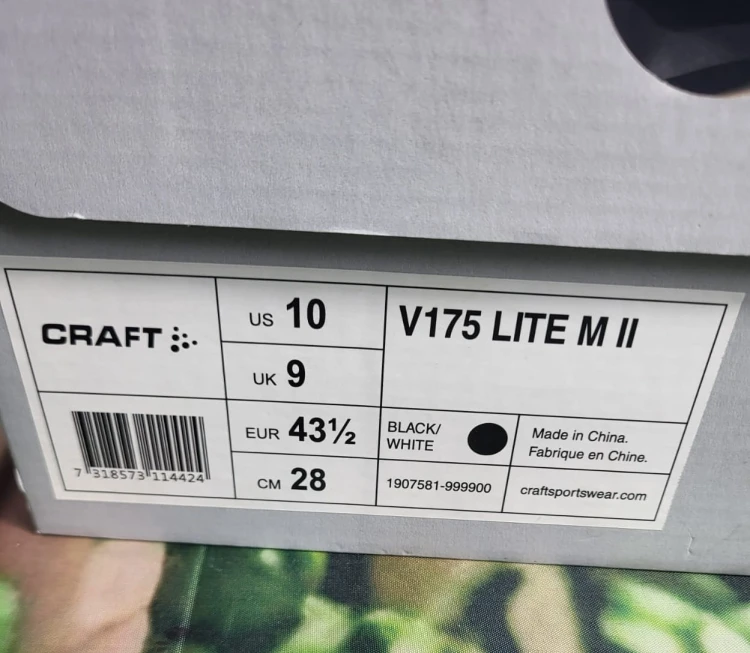 CRAFT
US 10
UK 9
EUR 43½
CM 28
V175 LITE M II
BLACK/
WHITE
1907581-999900
Made in China.
Fabrique en Chine.
craftsportswear.com
7 318573 114424